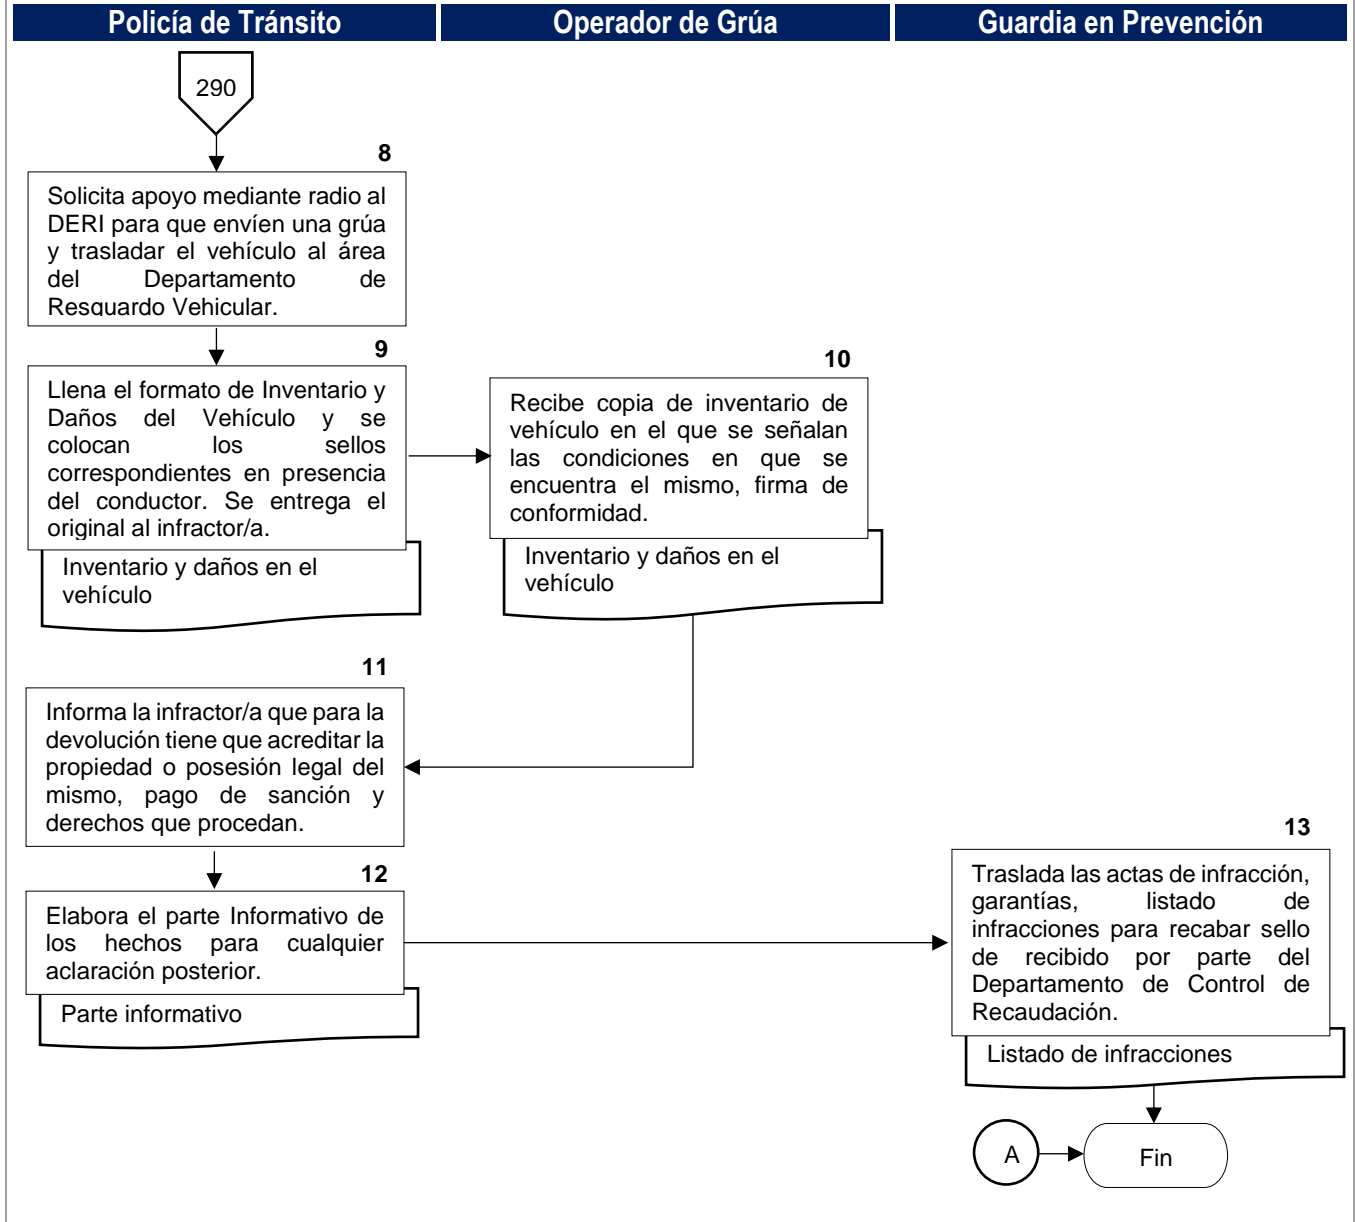 Policía de Tránsito
Operador de Grúa
Guardia en Prevención
290
8
Solicita apoyo mediante radio al
DERI para que envíen una grúa
y trasladar el vehículo al área
del Departamento de
Resguardo Vehicular.
9
Llena el formato de Inventario y
Daños del Vehículo y se
colocan los sellos
correspondientes en presencia
del conductor. Se entrega el
original al infractor/a.
Inventario y daños en el
vehículo
10
Recibe copia de inventario de
vehículo en el que se señalan
las condiciones en que se
encuentra el mismo, firma de
conformidad.
Inventario y daños en el
vehículo
11
Informa la infractor/a que para la
devolución tiene que acreditar la
propiedad o posesión legal del
mismo, pago de sanción y
derechos que procedan.
12
Elabora el parte Informativo de
los hechos para cualquier
aclaración posterior.
Parte informativo
13
Traslada las actas de infracción,
garantías, listado de
infracciones para recabar sello
de recibido por parte del
Departamento de Control de
Recaudación.
Listado de infracciones
A
Fin